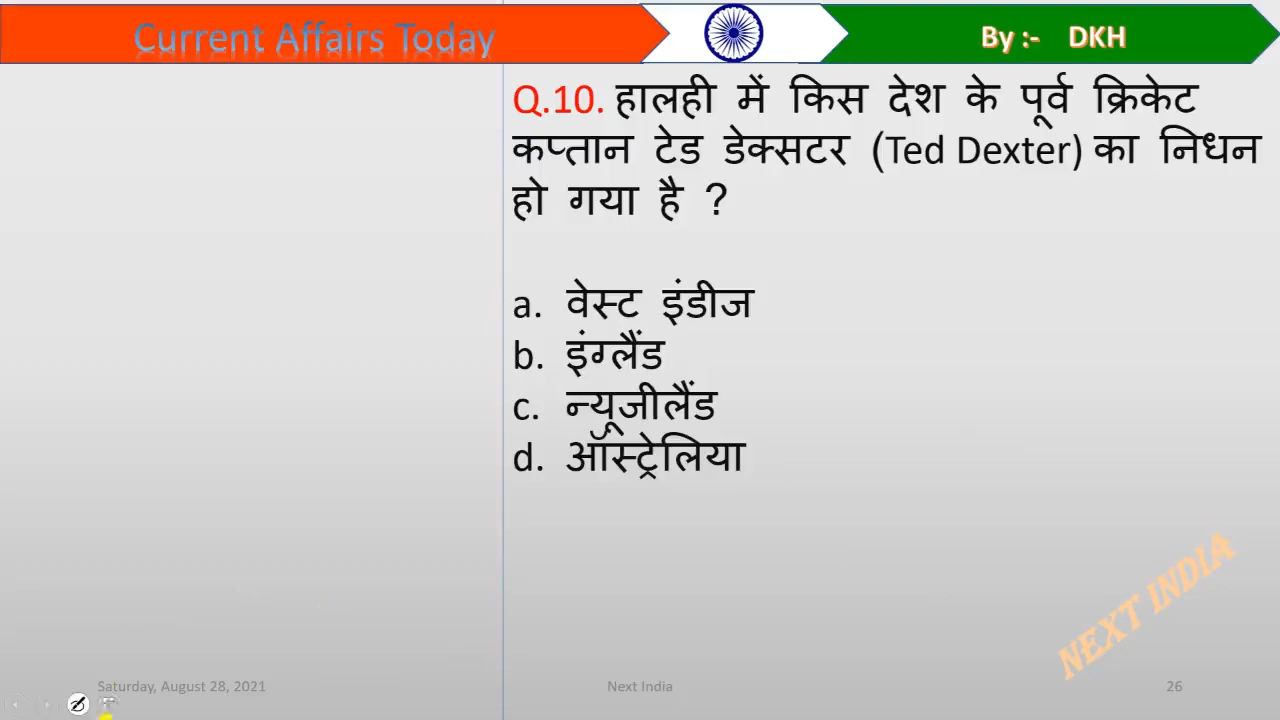 Current Affairs Today
By :- DKH
Q.10. हालही में किस देश के पूर्व क्रिकेट
कप्तान टेड डेक्सटर (Ted Dexter) का निधन
हो गया है ?
a. वेस्ट इंडीज
b. इंग्लैंड
c. न्यूजीलैंड
d. ऑस्ट्रेलिया
NEXT INDIA
Saturday, August 28, 2021
Next India
26